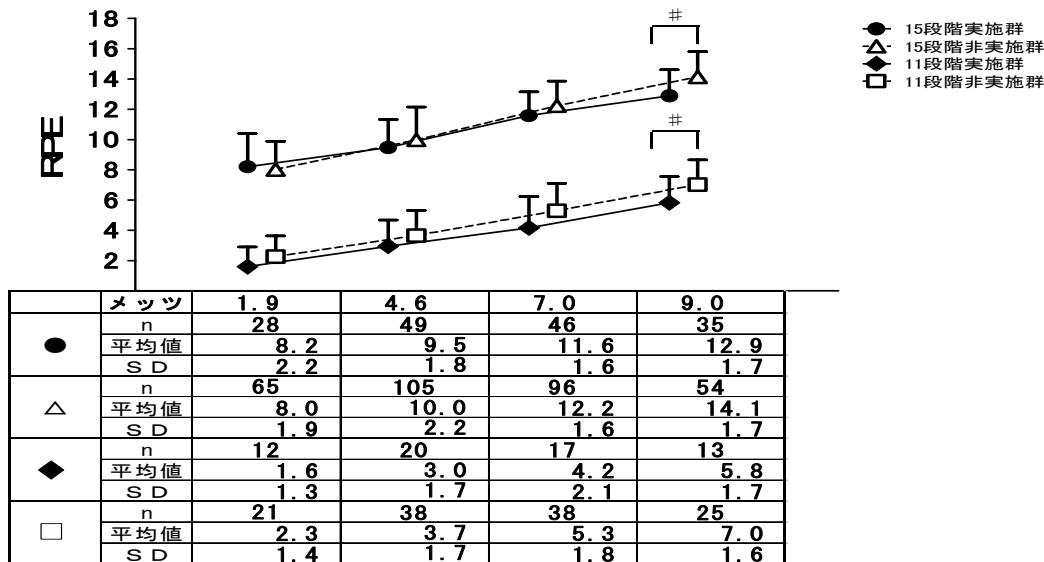 18
16
14
12
10
8
6
4
2
RPE
#
#
15段階実施群
15段階非実施群
11段階実施群
11段階非実施群
メッツ 1.9 4.6 7.0 9.0
● n 28 49 46 35
平均値 8.2 9.5 11.6 12.9
SD 2.2 1.8 1.6 1.7
△ n 65 105 96 54
平均値 8.0 10.0 12.2 14.1
SD 1.9 2.2 1.6 1.7
◆ n 12 20 17 13
平均値 1.6 3.0 4.2 5.8
SD 1.3 1.7 2.1 1.7
□ n 21 38 38 25
平均値 2.3 3.7 5.3 7.0
SD 1.4 1.7 1.8 1.6